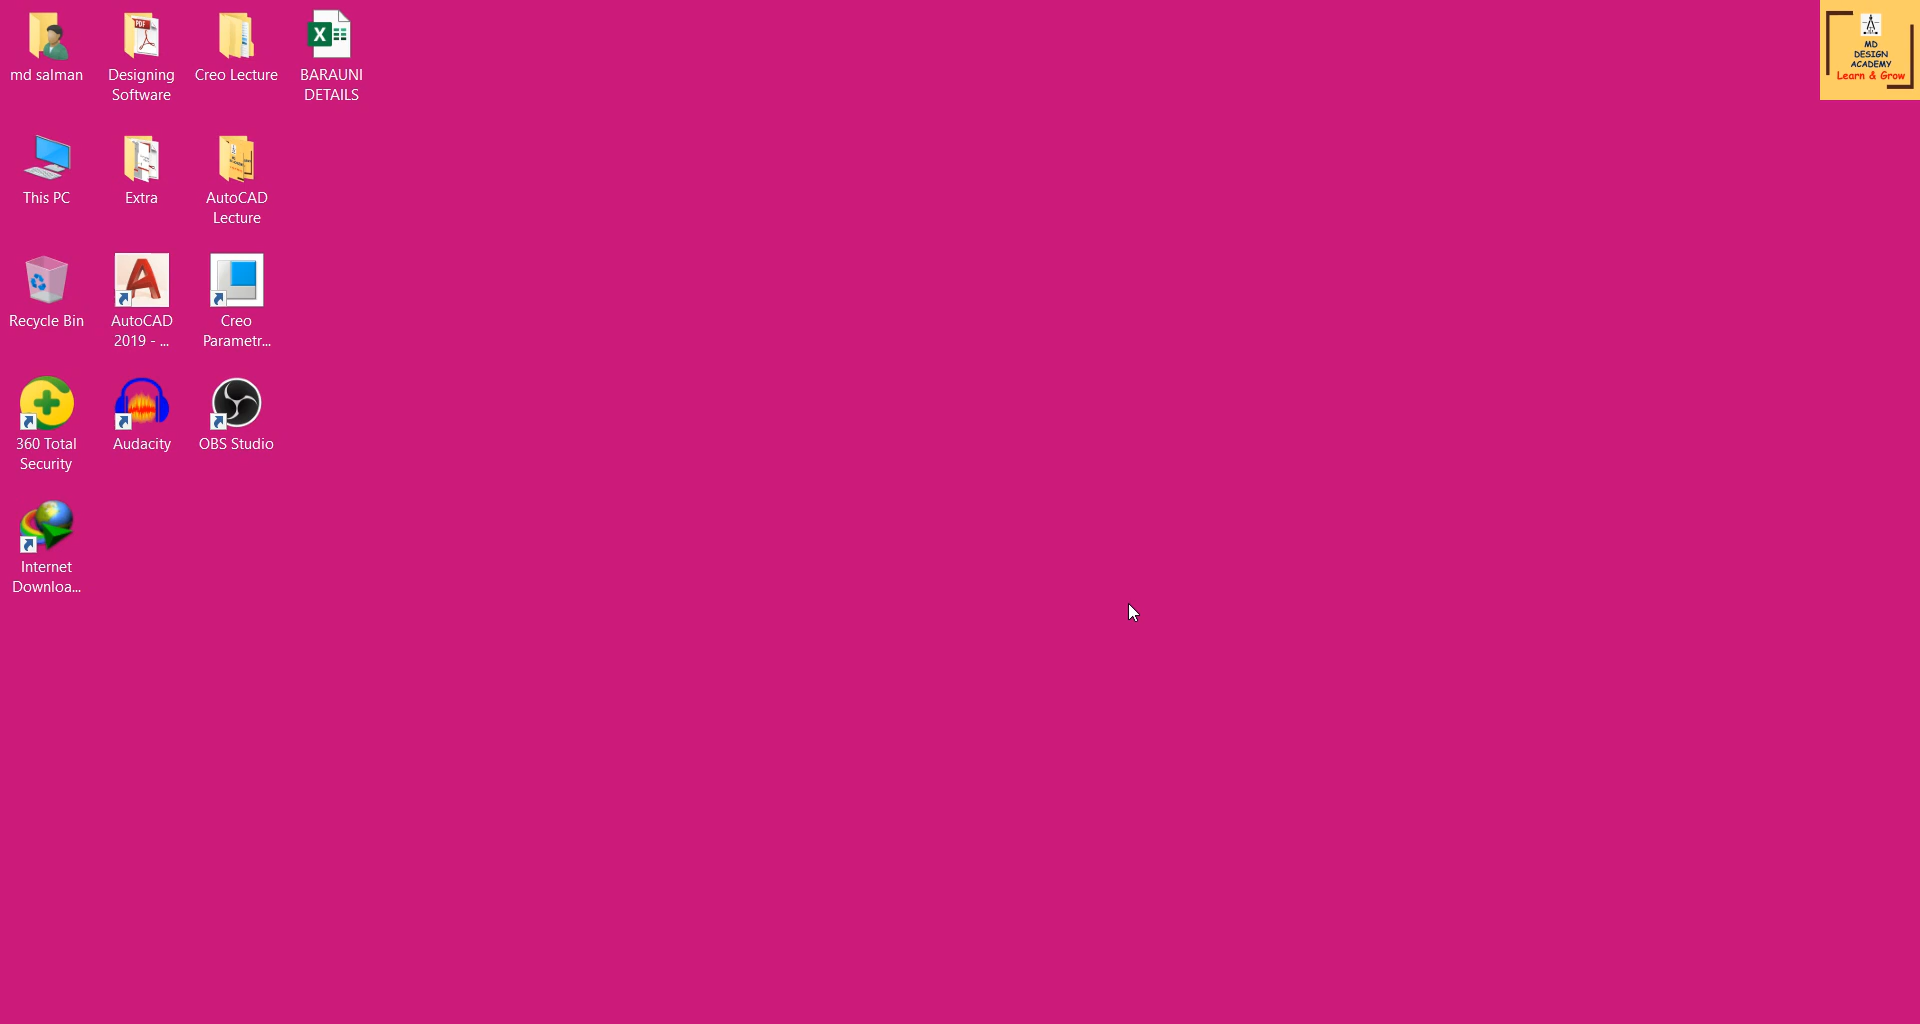 md salman
Designing
Software
Creo Lecture
BARAUNI
DETAILS
MD
DESIGN
ACADEMY
Learn & Grow
This PC
Extra
AutoCAD
Lecture
Recycle Bin
AutoCAD
2019 - ...
Creo
Parametr...
360 Total
Security
Audacity
OBS Studio
Internet
Downloa...